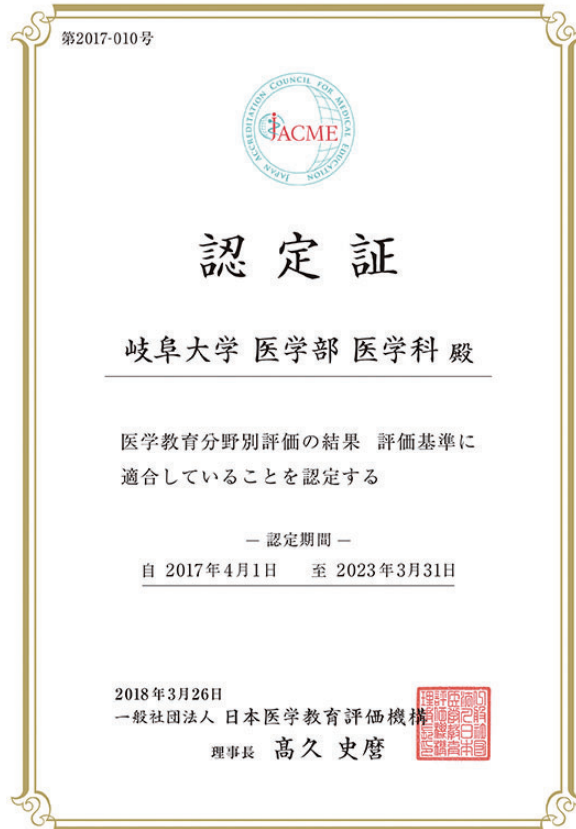 第2017-010号
JAPAN ACCREDITATION COUNCIL FOR MEDICAL EDUCATION
JACME
認定証
岐阜大学 医学部 医学科 殿
医学教育分野別評価の結果 評価基準に
適合していることを認定する
― 認定期間 ―
自 2017年4月1日 至 2023年3月31日
2018年3月26日
一般社団法人 日本医学教育評価機構
理事長 髙久 史麿